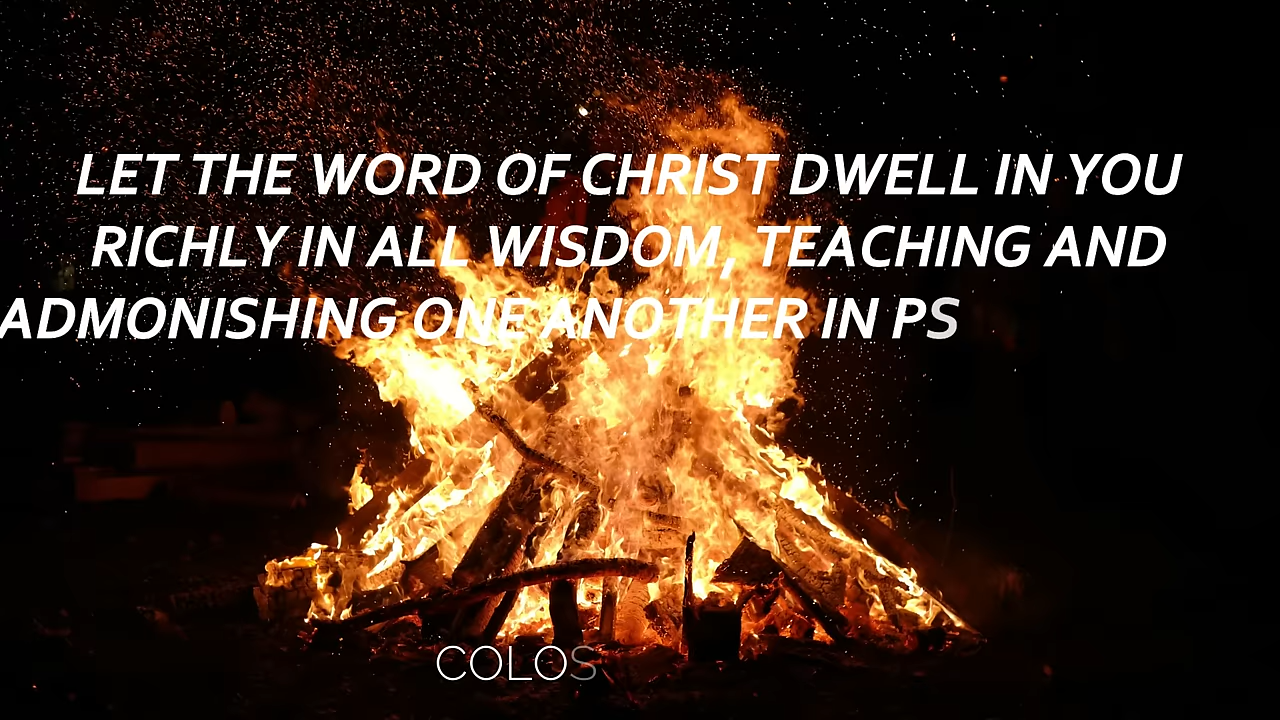 LET THE WORD OF CHRIST DWELL IN YOU
RICHLY IN ALL WISDOM, TEACHING AND
ADMONISHING ONE ANOTHER IN PS
COLOS